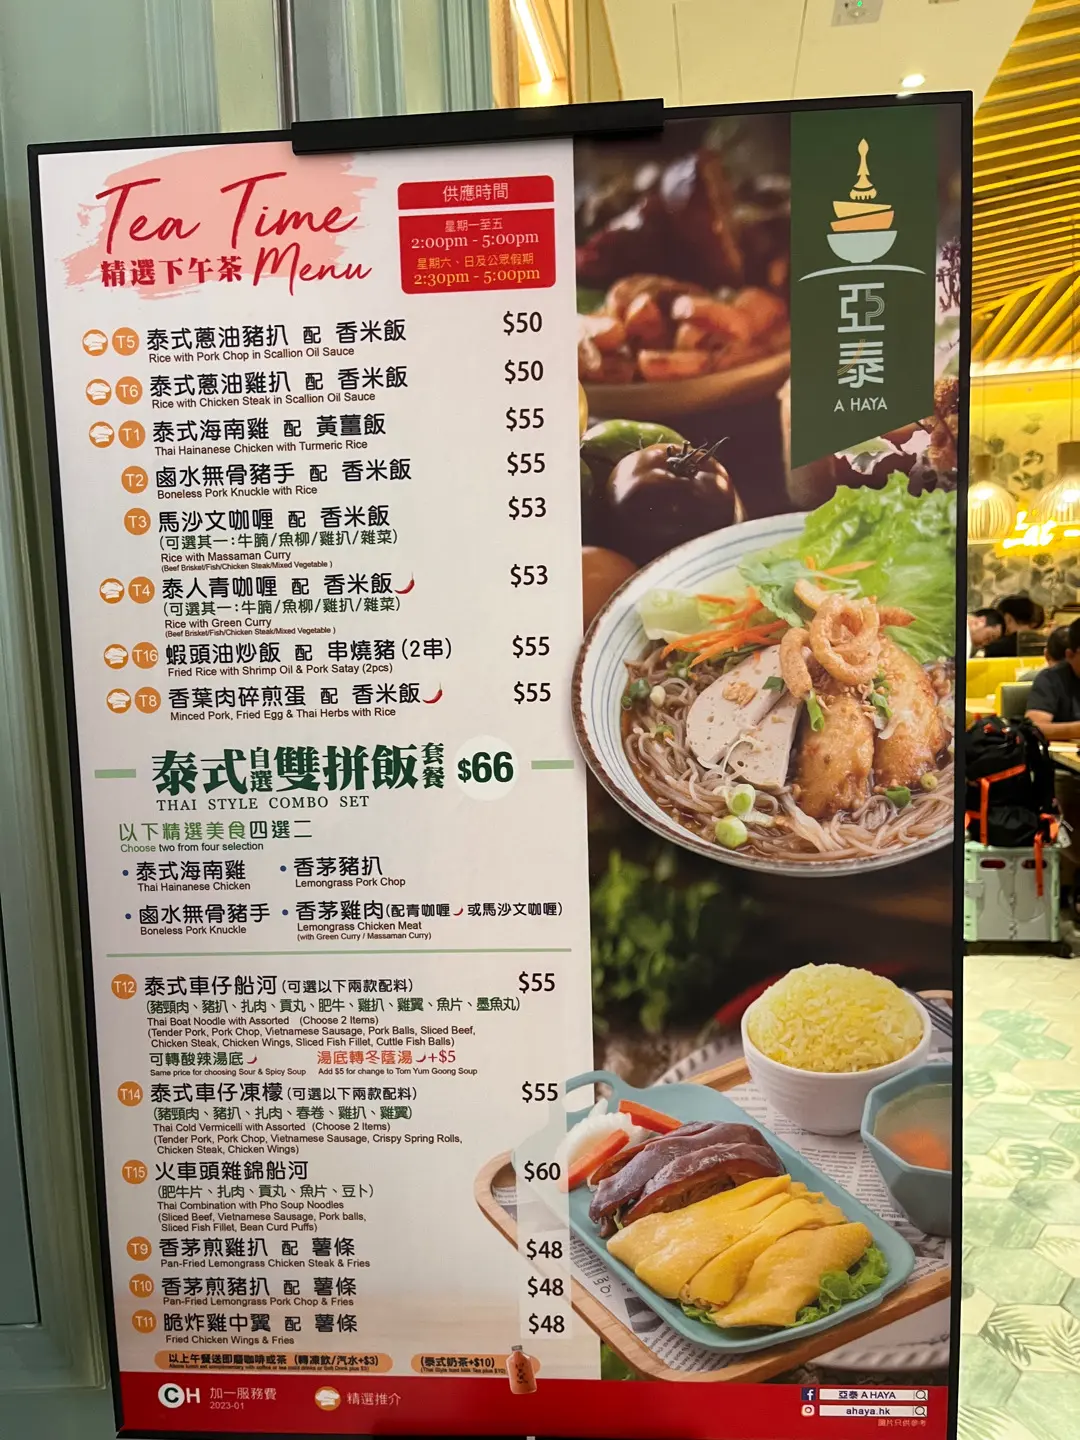 Tea Time
精選下午茶 Menu
供應時間
星期一至五
2:00pm - 5:00pm
星期六、日及公眾假期
2:30pm - 5:00pm
T5 泰式蔥油豬扒 配 香米飯 $50
Rice with Pork Chop in Scallion Oil Sauce
T6 泰式蔥油雞扒 配 香米飯 $50
Rice with Chicken Steak in Scallion Oil Sauce
T1 泰式海南雞 配 黃薑飯 $55
Thai Hainanese Chicken with Turmeric Rice
T2 鹵水無骨豬手 配 香米飯 $55
Boneless Pork Knuckle with Rice
T3 馬沙文咖喱 配 香米飯 $53
(可選其一:牛腩/魚柳/雞扒/雜菜)
Rice with Massaman Curry
(Beef Brisket/Fish/Chicken Steak/Mixed Vegetable)
T4 泰人青咖喱 配 香米飯 $53
(可選其一:牛腩/魚柳/雞扒/雜菜)
Rice with Green Curry
(Beef Brisket/Fish/Chicken Steak/Mixed Vegetable)
T16 蝦頭油炒飯 配 串燒豬(2串) $55
Fried Rice with Shrimp Oil & Pork Satay (2pcs)
T8 香葉肉碎煎蛋 配 香米飯 $55
Minced Pork, Fried Egg & Thai Herbs with Rice
泰式自選雙拼飯套餐 $66
THAI STYLE COMBO SET
以下精選美食四選二
Choose two from four selection
•泰式海南雞 •香茅豬扒
Thai Hainanese Chicken Lemongrass Pork Chop
•鹵水無骨豬手 •香茅雞肉(配青咖喱 或馬沙文咖喱)
Boneless Pork Knuckle Lemongrass Chicken Meat
(with Green Curry / Massaman Curry)
T12 泰式車仔船河(可選以下兩款配料) $55
(豬頸肉、豬扒、扎肉、貢丸、肥牛、雞扒、雞翼、魚片、墨魚丸)
Thai Boat Noodle with Assorted (Choose 2 Items)
(Tender Pork, Pork Chop, Vietnamese Sausage, Pork Balls, Sliced Beef,
Chicken Steak, Chicken Wings, Sliced Fish Fillet, Cuttle Fish Balls)
可轉酸辣湯底 湯底轉冬蔭湯 +$5
Same price for choosing Sour & Spicy Soup Add $5 for change to Tom Yum Goong Soup
T14 泰式車仔凍檬(可選以下兩款配料) $55
(豬頸肉、豬扒、扎肉、春卷、雞扒、雞翼)
Thai Cold Vermicelli with Assorted (Choose 2 Items)
(Tender Pork, Pork Chop, Vietnamese Sausage, Crispy Spring Rolls,
Chicken Steak, Chicken Wings)
T15 火車頭雜錦船河 $60
(肥牛片、扎肉、貢丸、魚片、豆卜)
Thai Combination with Pho Soup Noodles
(Sliced Beef, Vietnamese Sausage, Pork balls,
Sliced Fish Fillet, Bean Curd Puffs)
T9 香茅煎雞扒 配 薯條 $48
Pan-Fried Lemongrass Chicken Steak & Fries
T10 香茅煎豬扒 配 薯條 $48
Pan-Fried Lemongrass Pork Chop & Fries
T11 脆炸雞中翼 配 薯條 $48
Fried Chicken Wings & Fries
以上午餐送即磨咖啡或茶 (轉凍飲/汽水+$3) (泰式奶茶+$10)
CH 加一服務費
2023-01
精選推介
亞泰 A HAYA
ahaya.hk
圖片只供參考
亞泰
A HAYA